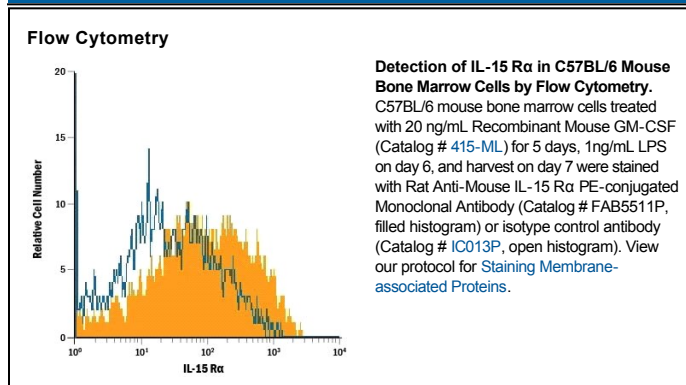 Flow Cytometry
20
15
10
5
0
Relative Cell Number
10⁰ 10¹ 10² 10³ 10⁴
IL-15 Rα
Detection of IL-15 Rα in C57BL/6 Mouse
Bone Marrow Cells by Flow Cytometry.
C57BL/6 mouse bone marrow cells treated
with 20 ng/mL Recombinant Mouse GM-CSF
(Catalog # 415-ML) for 5 days, 1ng/mL LPS
on day 6, and harvest on day 7 were stained
with Rat Anti-Mouse IL-15 Rα PE-conjugated
Monoclonal Antibody (Catalog # FAB5511P,
filled histogram) or isotype control antibody
(Catalog # IC013P, open histogram). View
our protocol for Staining Membrane-
associated Proteins.